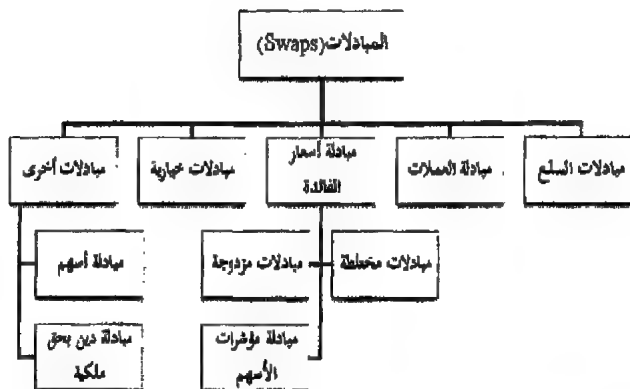 المبادلات (Swaps)
مبادلات السلع
مبادلة العملات
مبادلة أسعار
الفائدة
مبادلات خيارية
مبادلات أخرى
مبادلات مختلطة
مبادلات مزدوجة
مبادلة أسهم
مبادلة مؤشرات
الأسهم
مبادلة دين بحق
ملكية